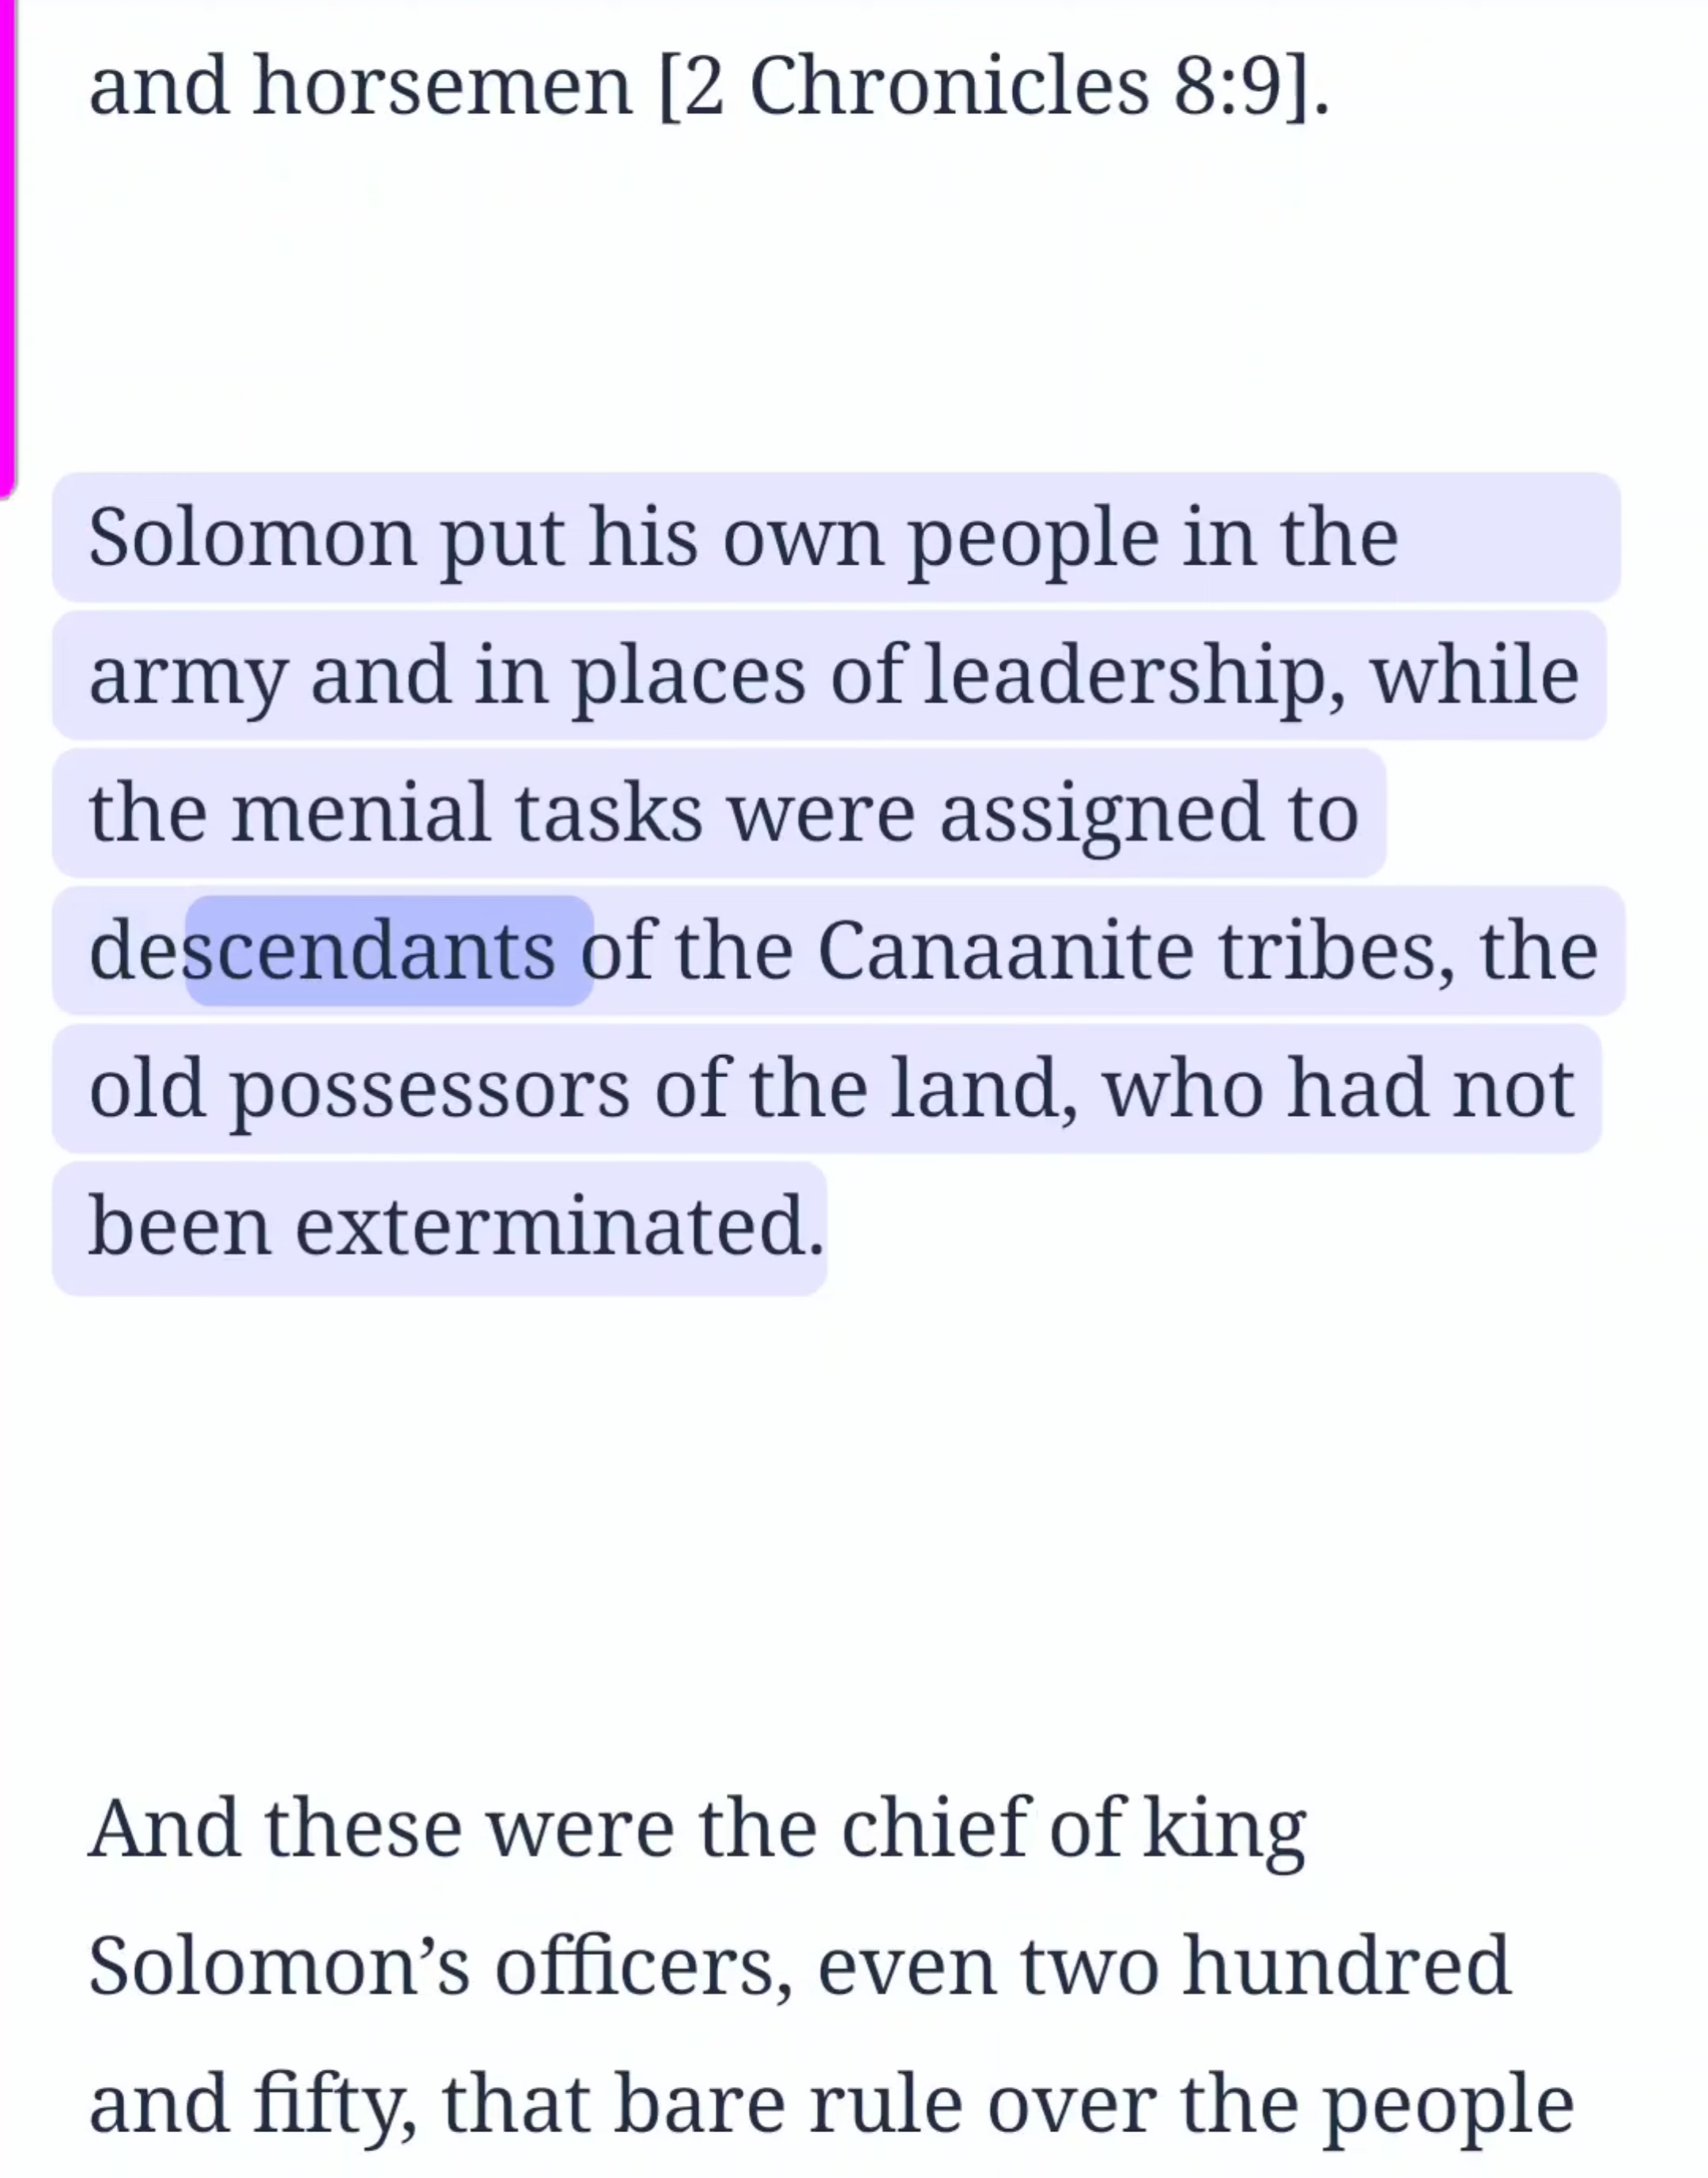 and horsemen [2 Chronicles 8:9].
Solomon put his own people in the
army and in places of leadership, while
the menial tasks were assigned to
descendants of the Canaanite tribes, the
old possessors of the land, who had not
been exterminated.
And these were the chief of king
Solomon’s officers, even two hundred
and fifty, that bare rule over the people